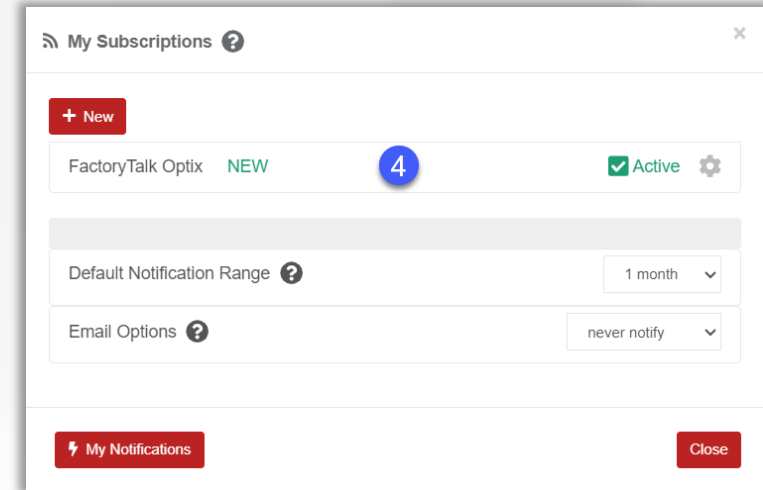 My Subscriptions ?
×
+ New
FactoryTalk Optix NEW 4 Active
Default Notification Range ? 1 month
Email Options ? never notify
My Notifications Close